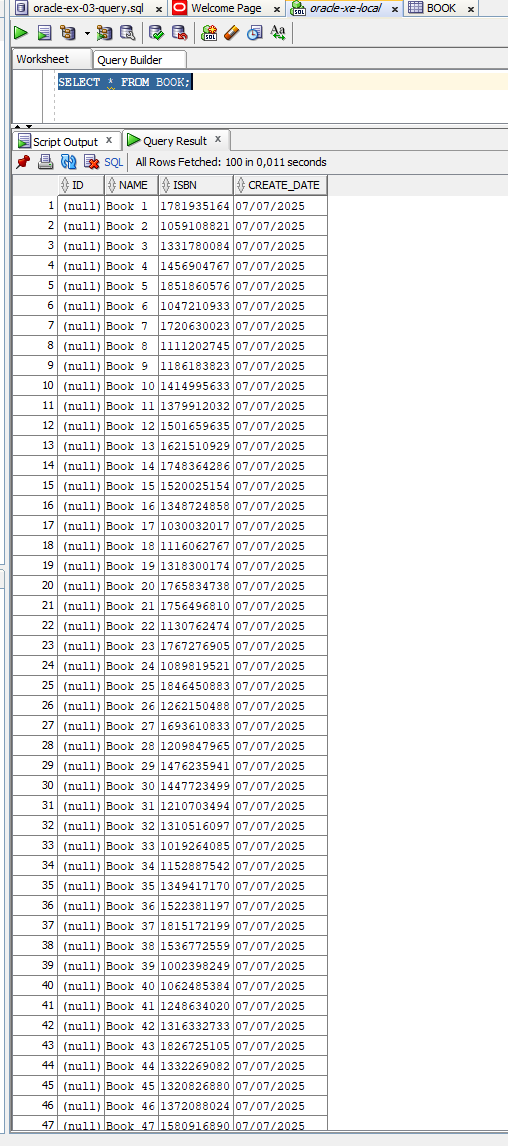 oracle-ex-03-query.sql Welcome Page oracle-xe-local BOOK
Worksheet Query Builder
SELECT * FROM BOOK;
Script Output Query Result
SQL All Rows Fetched: 100 in 0,011 seconds
ID NAME ISBN CREATE_DATE
1 (null) Book 1 1781935164 07/07/2025
2 (null) Book 2 1059108821 07/07/2025
3 (null) Book 3 1331780084 07/07/2025
4 (null) Book 4 1456904767 07/07/2025
5 (null) Book 5 1851860576 07/07/2025
6 (null) Book 6 1047210933 07/07/2025
7 (null) Book 7 1720630023 07/07/2025
8 (null) Book 8 1111202745 07/07/2025
9 (null) Book 9 1186183823 07/07/2025
10 (null) Book 10 1414995633 07/07/2025
11 (null) Book 11 1379912032 07/07/2025
12 (null) Book 12 1501659635 07/07/2025
13 (null) Book 13 1621510929 07/07/2025
14 (null) Book 14 1748364286 07/07/2025
15 (null) Book 15 1520025154 07/07/2025
16 (null) Book 16 1348724858 07/07/2025
17 (null) Book 17 1030032017 07/07/2025
18 (null) Book 18 1116062767 07/07/2025
19 (null) Book 19 1318300174 07/07/2025
20 (null) Book 20 1765834738 07/07/2025
21 (null) Book 21 1756496810 07/07/2025
22 (null) Book 22 1130762474 07/07/2025
23 (null) Book 23 1767276905 07/07/2025
24 (null) Book 24 1089819521 07/07/2025
25 (null) Book 25 1846450883 07/07/2025
26 (null) Book 26 1262150488 07/07/2025
27 (null) Book 27 1693610833 07/07/2025
28 (null) Book 28 1209847965 07/07/2025
29 (null) Book 29 1476235941 07/07/2025
30 (null) Book 30 1447723499 07/07/2025
31 (null) Book 31 1210703494 07/07/2025
32 (null) Book 32 1310516097 07/07/2025
33 (null) Book 33 1019264085 07/07/2025
34 (null) Book 34 1152887542 07/07/2025
35 (null) Book 35 1349417170 07/07/2025
36 (null) Book 36 1522381197 07/07/2025
37 (null) Book 37 1815172199 07/07/2025
38 (null) Book 38 1536772559 07/07/2025
39 (null) Book 39 1002398249 07/07/2025
40 (null) Book 40 1062485384 07/07/2025
41 (null) Book 41 1248634020 07/07/2025
42 (null) Book 42 1316332733 07/07/2025
43 (null) Book 43 1826725105 07/07/2025
44 (null) Book 44 1332269082 07/07/2025
45 (null) Book 45 1320826880 07/07/2025
46 (null) Book 46 1372088024 07/07/2025
47 (null) Book 47 1580916890 07/07/2025